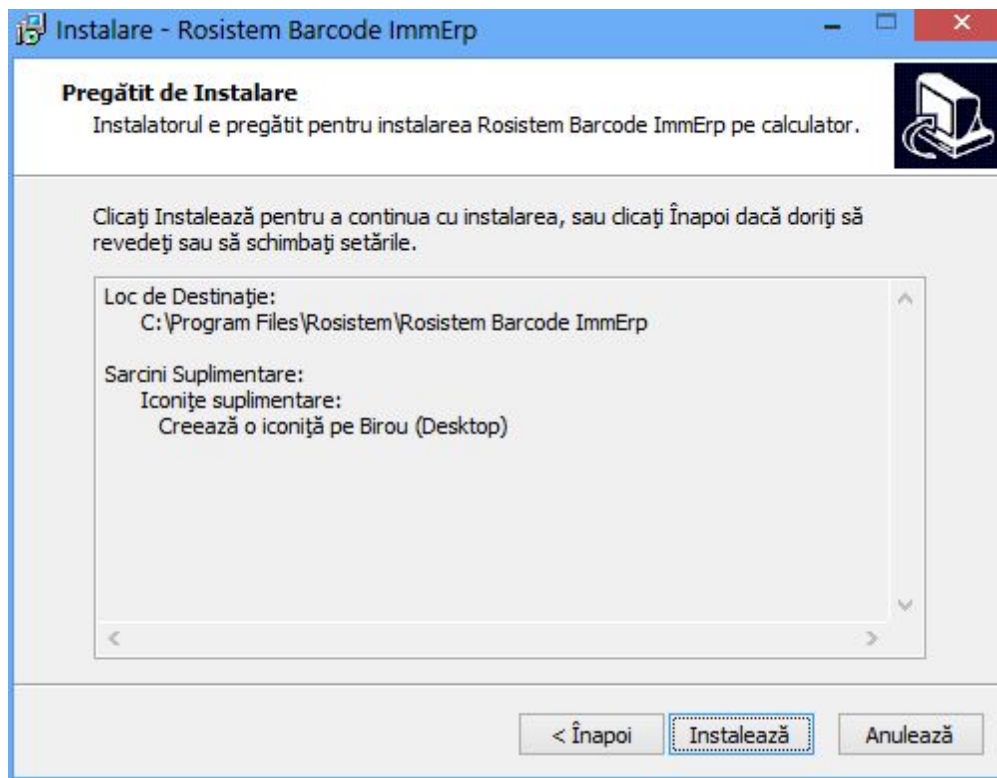 Instalare - Rosistem Barcode ImmErp
Pregătit de Instalare
Instalatorul e pregătit pentru instalarea Rosistem Barcode ImmErp pe calculator.
Clicaţi Instalează pentru a continua cu instalarea, sau clicaţi Înapoi dacă doriţi să
revedeţi sau să schimbaţi setările.
Loc de Destinaţie:
C:\Program Files\Rosistem\Rosistem Barcode ImmErp
Sarcini Suplimentare:
Iconiţe suplimentare:
Creează o iconiţă pe Birou (Desktop)
< Înapoi
Instalează
Anulează